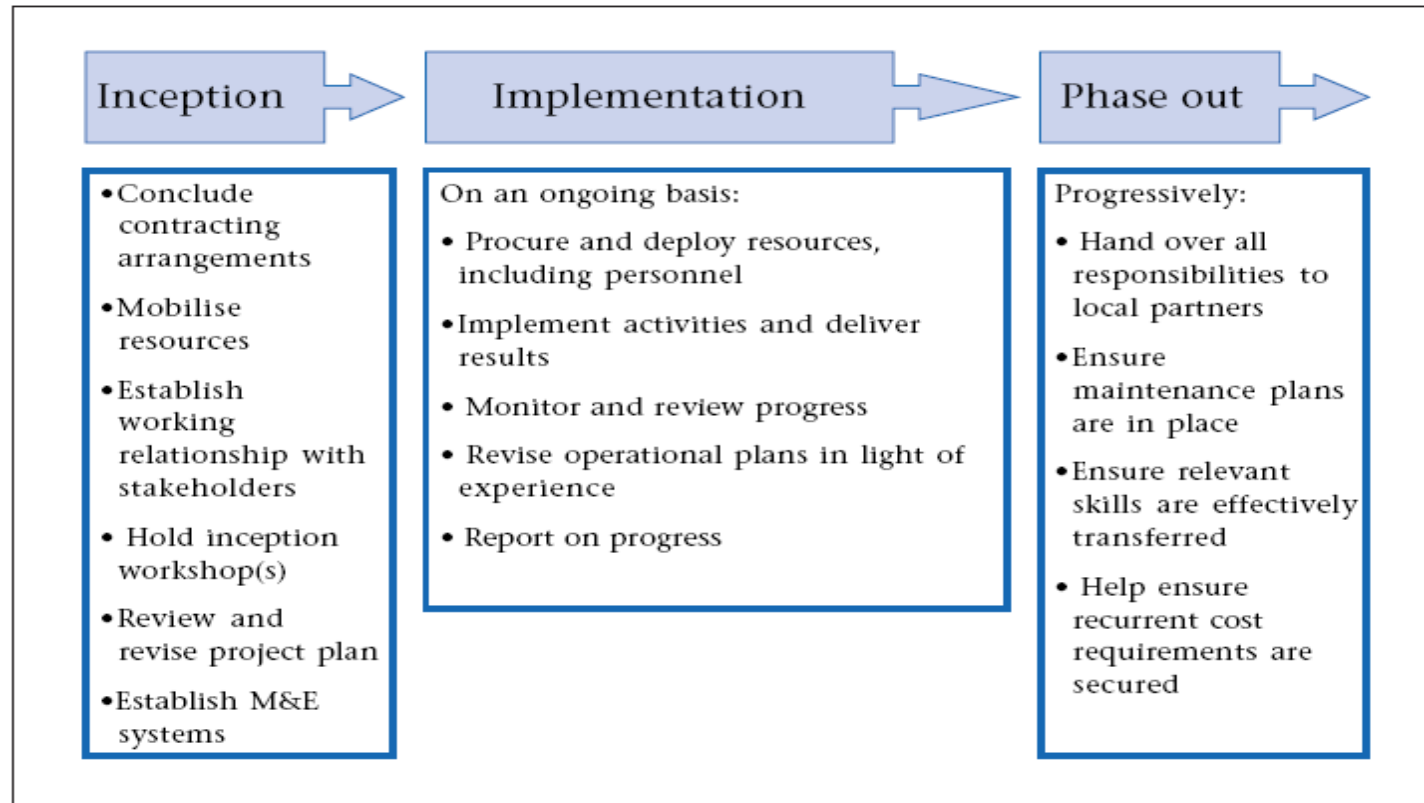 Inception
Implementation
Phase out
•Conclude
contracting
arrangements
•Mobilise
resources
•Establish
working
relationship with
stakeholders
• Hold inception
workshop(s)
•Review and
revise project plan
•Establish M&E
systems
On an ongoing basis:
• Procure and deploy resources,
including personnel
•Implement activities and deliver
results
• Monitor and review progress
• Revise operational plans in light of
experience
• Report on progress
Progressively:
• Hand over all
responsibilities to
local partners
•Ensure
maintenance plans
are in place
•Ensure relevant
skills are effectively
transferred
• Help ensure
recurrent cost
requirements are
secured